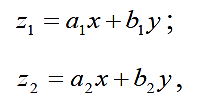 z₁ = a₁x + b₁y ;
z₂ = a₂x + b₂y ,